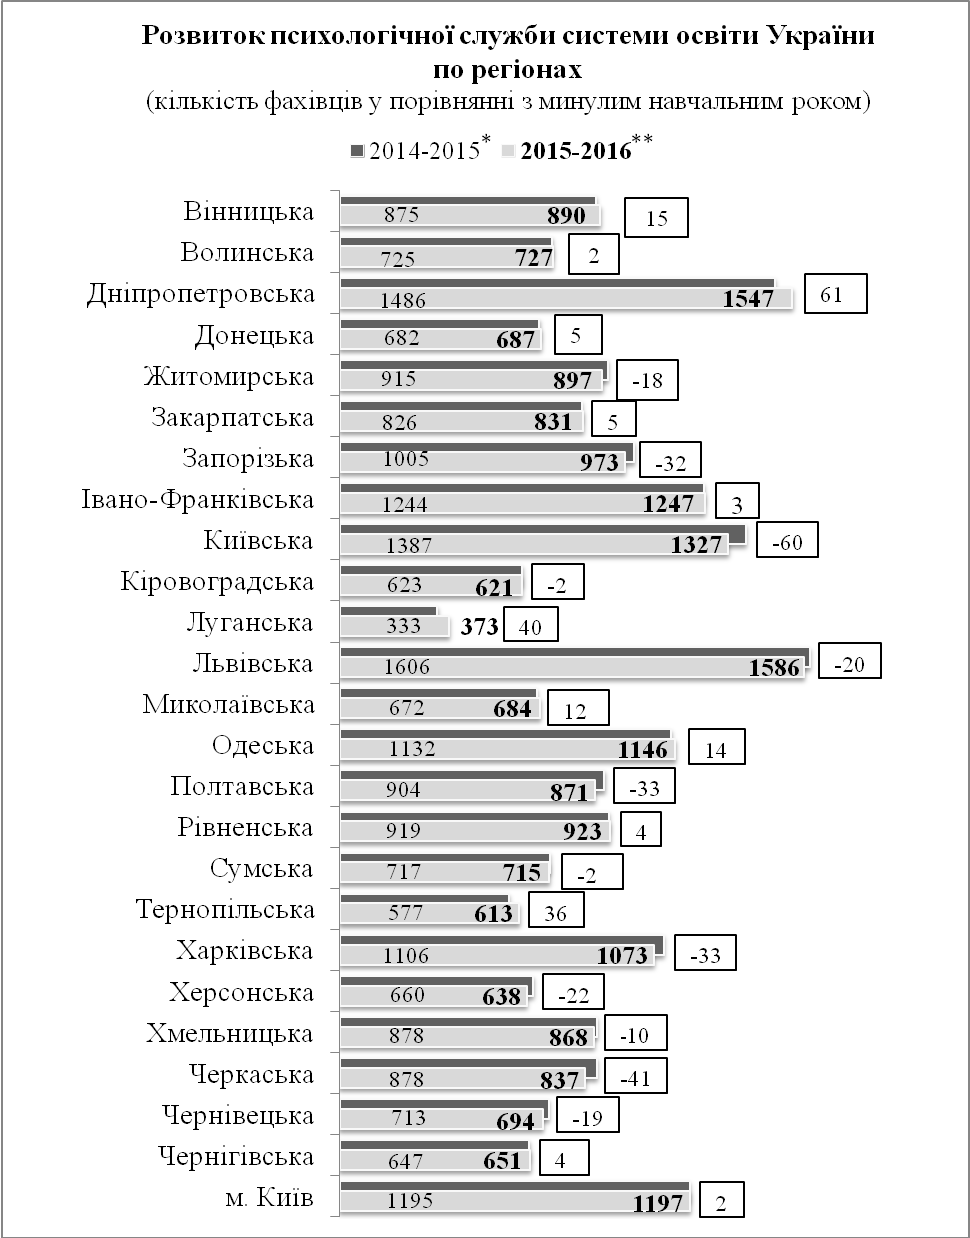 Розвиток психологічної служби системи освіти України
по регіонах
(кількість фахівців у порівнянні з минулим навчальним роком)
2014-2015* 2015-2016**
Вінницька 875 890 15
Волинська 725 727 2
Дніпропетровська 1486 1547 61
Донецька 682 687 5
Житомирська 915 897 -18
Закарпатська 826 831 5
Запорізька 1005 973 -32
Івано-Франківська 1244 1247 3
Київська 1387 1327 -60
Кіровоградська 623 621 -2
Луганська 333 373 40
Львівська 1606 1586 -20
Миколаївська 672 684 12
Одеська 1132 1146 14
Полтавська 904 871 -33
Рівненська 919 923 4
Сумська 717 715 -2
Тернопільська 577 613 36
Харківська 1106 1073 -33
Херсонська 660 638 -22
Хмельницька 878 868 -10
Черкаська 878 837 -41
Чернівецька 713 694 -19
Чернігівська 647 651 4
м. Київ 1195 1197 2